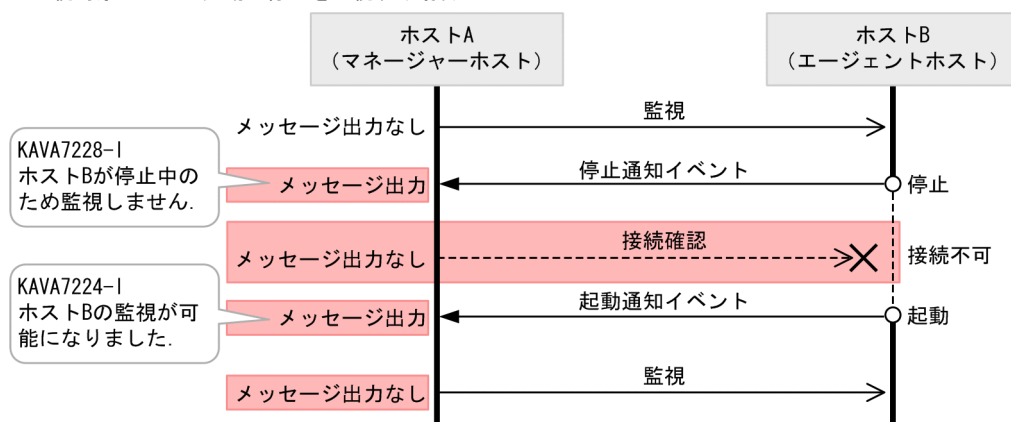 ホストA
（マネージャーホスト）
ホストB
（エージェントホスト）
メッセージ出力なし
監視
KAVA7228-I
ホストBが停止中の
ため監視しません.
メッセージ出力
停止通知イベント
停止
メッセージ出力なし
接続確認
接続不可
KAVA7224-I
ホストBの監視が可
能になりました.
メッセージ出力
起動通知イベント
起動
メッセージ出力なし
監視